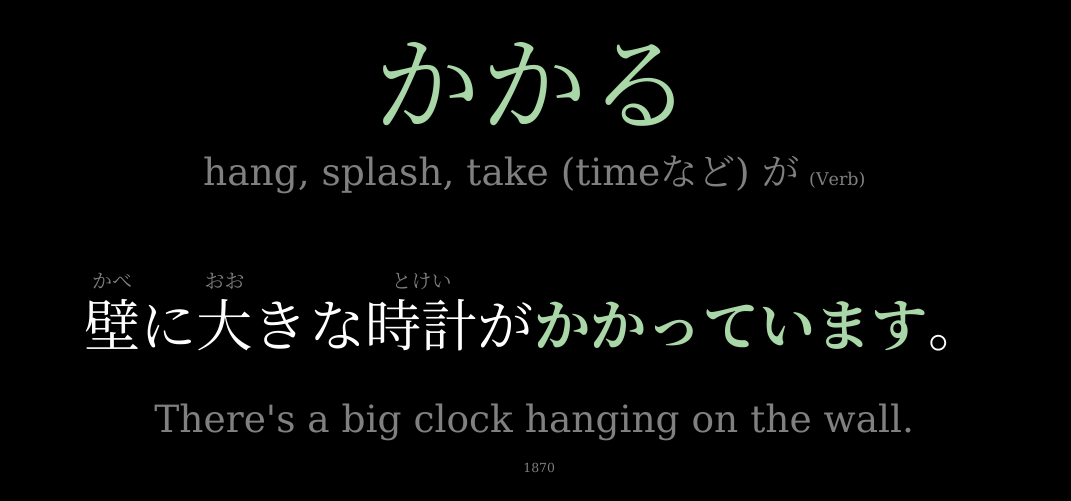 かかる
hang, splash, take (timeなど) が (Verb)
かべ おお とけい
壁に大きな時計がかかっています。
There's a big clock hanging on the wall.
1870